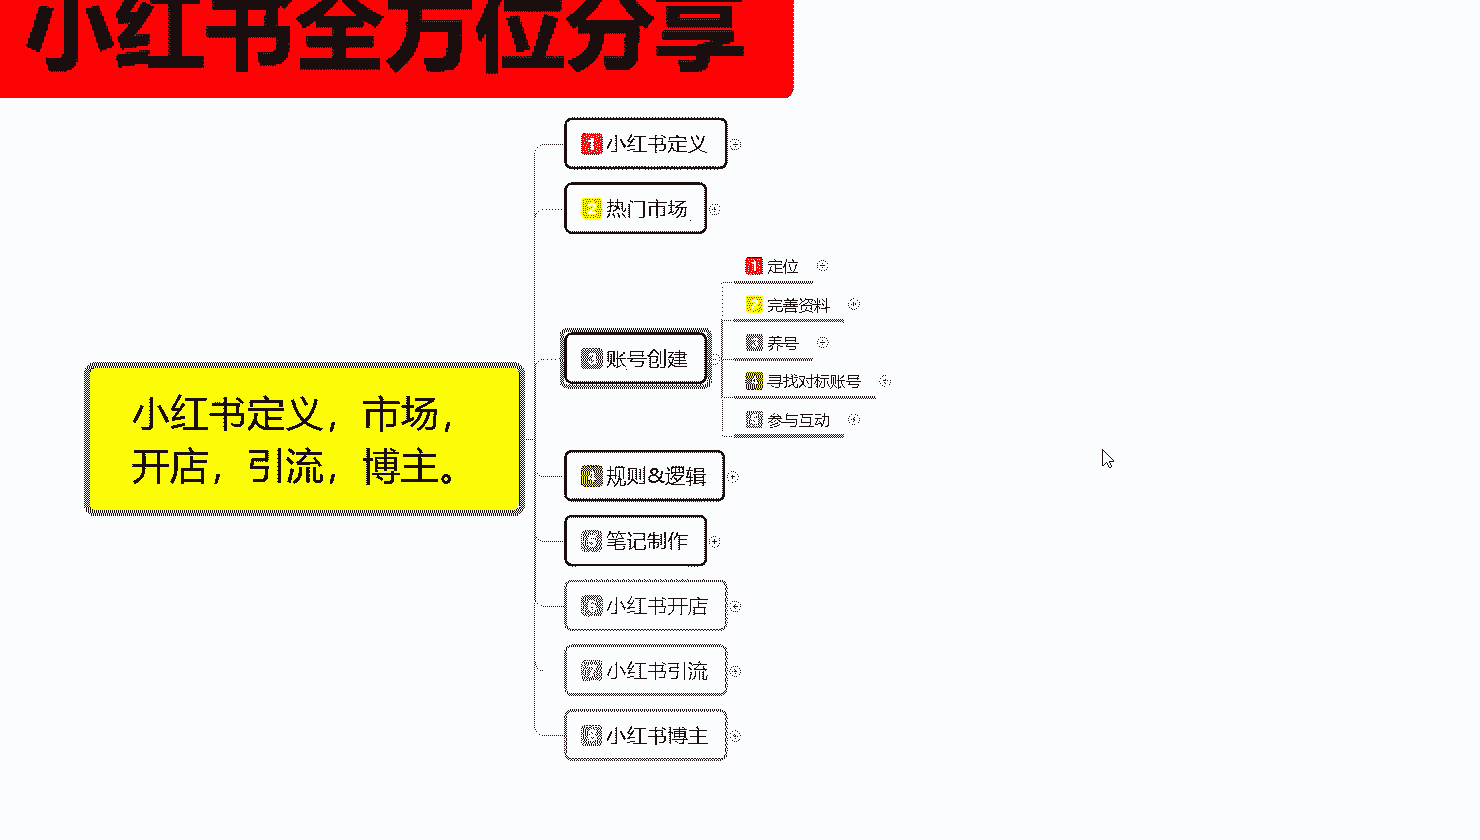 小红书全方位分享
小红书定义，市场，
开店，引流，博主。
1 小红书定义
2 热门市场
3 账号创建
1 定位
2 完善资料
3 养号
4 寻找对标账号
5 参与互动
4 规则&逻辑
5 笔记制作
6 小红书开店
7 小红书引流
8 小红书博主